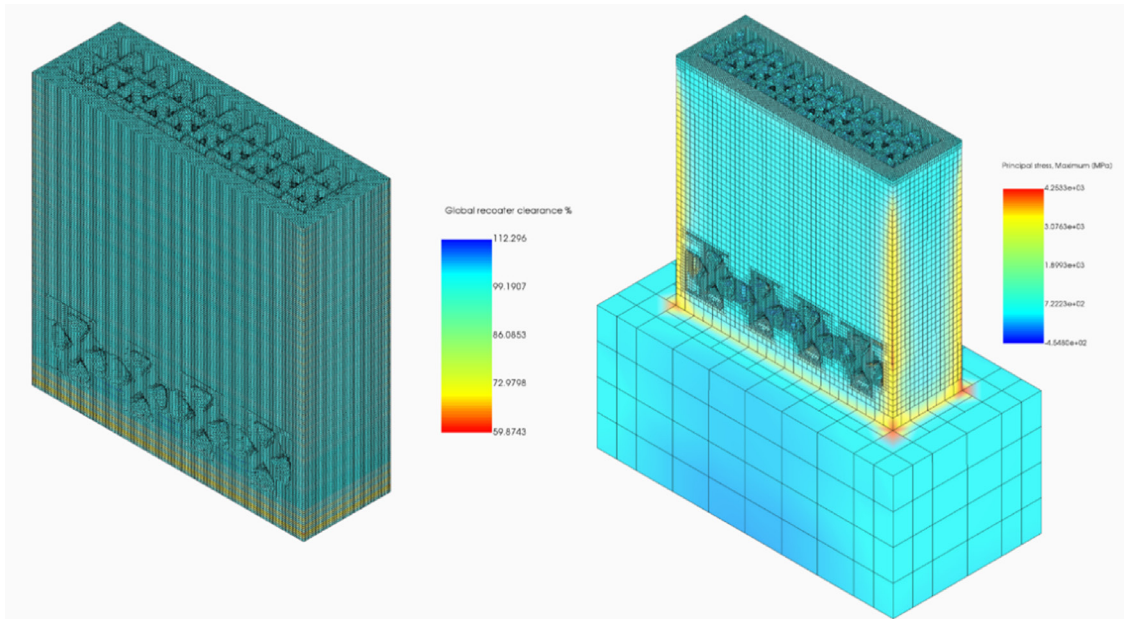 Global recoater clearance %
112.296
99.1907
86.0853
72.9798
59.8743
Principal stress, Maximum (MPa)
4.2533e+03
3.0763e+03
1.8993e+03
7.2223e+02
-4.5480e+02